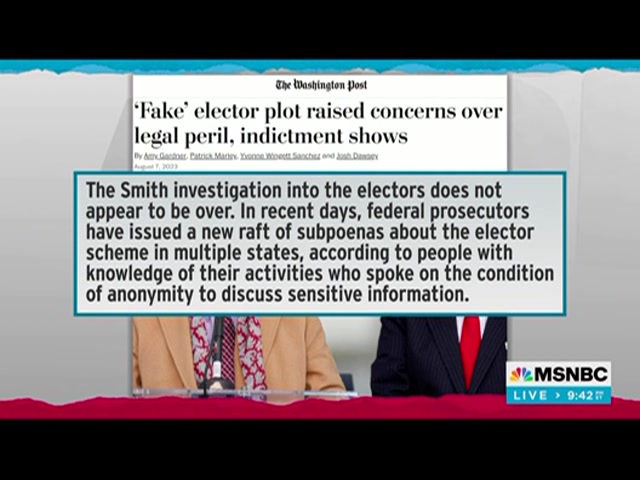 The Washington Post
‘Fake’ elector plot raised concerns over
legal peril, indictment shows
By Amy Gardner, Patrick Marley, Yvonne Wingett Sanchez and Josh Dawsey
August 7, 2023
The Smith investigation into the electors does not
appear to be over. In recent days, federal prosecutors
have issued a new raft of subpoenas about the elector
scheme in multiple states, according to people with
knowledge of their activities who spoke on the condition
of anonymity to discuss sensitive information.
MSNBC
LIVE > 9:42 PM ET